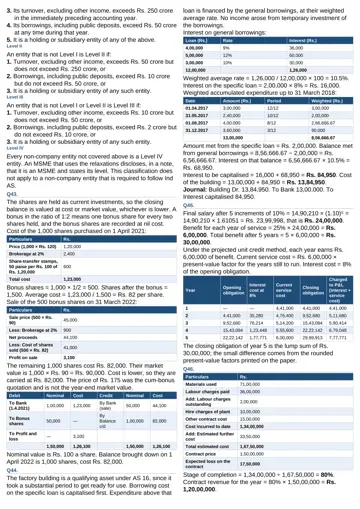 3. Its turnover, excluding other income, exceeds Rs. 250 crore
in the immediately preceding accounting year.
4. Its borrowings, including public deposits, exceed Rs. 50 crore
at any time during that year.
5. It is a holding or subsidiary entity of any of the above.
Level II
An entity that is not Level I is Level II if:
1. Turnover, excluding other income, exceeds Rs. 50 crore but
does not exceed Rs. 250 crore, or
2. Borrowings, including public deposits, exceed Rs. 10 crore
but do not exceed Rs. 50 crore, or
3. It is a holding or subsidiary entity of any such entity.
Level III
An entity that is not Level I or Level II is Level III if:
1. Turnover, excluding other income, exceeds Rs. 10 crore but
does not exceed Rs. 50 crore, or
2. Borrowings, including public deposits, exceed Rs. 2 crore but
do not exceed Rs. 10 crore, or
3. It is a holding or subsidiary entity of any such entity.
Level IV
Every non-company entity not covered above is a Level IV
entity. An MSME that uses the relaxations discloses, in a note,
that it is an MSME and states its level. This classification does
not apply to a non-company entity that is required to follow Ind
AS.
Q43.
The shares are held as current investments, so the closing
balance is valued at cost or market value, whichever is lower. A
bonus in the ratio 1:2 means one bonus share for every two
shares held, and the bonus shares are recorded at nil cost.
Cost of the 1,000 shares purchased on 1 April 2021:
Particulars Rs.
Price (1,000 × Rs. 120) 1,20,000
Brokerage at 2% 2,400
Share-transfer stamps,
50 paise per Rs. 100 of 600
Rs. 1,20,000
Total cost 1,23,000
Bonus shares = 1,000 × 1/2 = 500. Shares after the bonus =
1,500. Average cost = 1,23,000 / 1,500 = Rs. 82 per share.
Sale of the 500 shares on 31 March 2022:
Particulars Rs.
Sale price (500 × Rs. 90) 45,000
Less: Brokerage at 2% 900
Net proceeds 44,100
Less: Cost of shares sold (500 × Rs. 82) 41,000
Profit on sale 3,100
The remaining 1,000 shares cost Rs. 82,000. Their market
value is 1,000 × Rs. 90 = Rs. 90,000. Cost is lower, so they are
carried at Rs. 82,000. The price of Rs. 175 was the cum-bonus
quotation and is not the year-end market value.
Debit Nominal Cost Credit Nominal Cost
To Bank (1.4.2021) 1,00,000 1,23,000 By Bank (sale) 50,000 44,100
To Bonus shares 50,000 — By Balance c/d 1,00,000 82,000
To Profit and loss — 3,100
1,50,000 1,26,100 1,50,000 1,26,100
Nominal value is Rs. 100 a share. Balance brought down on 1
April 2022 is 1,000 shares, cost Rs. 82,000.
Q44.
The factory building is a qualifying asset under AS 16, since it
took a substantial period to get ready for use. Borrowing cost
on the specific loan is capitalised first. Expenditure above that
loan is financed by the general borrowings, at their weighted
average rate. No income arose from temporary investment of
the borrowings.
Interest on general borrowings:
Loan (Rs.) Rate Interest (Rs.)
4,00,000 9% 36,000
5,00,000 12% 60,000
3,00,000 10% 30,000
12,00,000 1,26,000
Weighted average rate = 1,26,000 / 12,00,000 × 100 = 10.5%.
Interest on the specific loan = 2,00,000 × 8% = Rs. 16,000.
Weighted accumulated expenditure up to 31 March 2018:
Date Amount (Rs.) Period Weighted (Rs.)
01.04.2017 3,00,000 12/12 3,00,000
31.05.2017 2,40,000 10/12 2,00,000
01.08.2017 4,00,000 8/12 2,66,666.67
31.12.2017 3,60,000 3/12 90,000
13,00,000 8,56,666.67
Amount met from the specific loan = Rs. 2,00,000. Balance met
from general borrowings = 8,56,666.67 − 2,00,000 = Rs.
6,56,666.67. Interest on that balance = 6,56,666.67 × 10.5% =
Rs. 68,950.
Interest to be capitalised = 16,000 + 68,950 = Rs. 84,950. Cost
of the building = 13,00,000 + 84,950 = Rs. 13,84,950.
Journal: Building Dr. 13,84,950. To Bank 13,00,000. To
Interest capitalised 84,950.
Q45.
Final salary after 5 increments of 10% = 14,90,210 × (1.10)⁵ =
14,90,210 × 1.61051 = Rs. 23,99,998, that is Rs. 24,00,000.
Benefit for each year of service = 25% × 24,00,000 = Rs.
6,00,000. Total benefit after 5 years = 5 × 6,00,000 = Rs.
30,00,000.
Under the projected unit credit method, each year earns Rs.
6,00,000 of benefit. Current service cost = Rs. 6,00,000 ×
present-value factor for the years still to run. Interest cost = 8%
of the opening obligation.
Year Opening obligation Interest cost at 8% Current service cost Closing obligation Charged to P&L (interest + service cost)
1 — — 4,41,006 4,41,006 4,41,000
2 4,41,000 35,280 4,76,400 9,52,680 5,11,680
3 9,52,680 76,214 5,14,200 15,43,094 5,90,414
4 15,43,094 1,23,448 5,55,600 22,22,142 6,79,048
5 22,22,142 1,77,771 6,00,000 29,99,913 7,77,771
The closing obligation of year 5 is the lump sum of Rs.
30,00,000; the small difference comes from the rounded
present-value factors printed on the paper.
Q46.
Particulars Rs.
Materials used 71,00,000
Labour charges paid 36,00,000
Add: Labour charges outstanding 2,00,000
Hire charges of plant 10,00,000
Other contract cost 15,00,000
Cost incurred to date 1,34,00,000
Add: Estimated further cost 33,50,000
Total estimated cost 1,67,50,000
Contract price 1,50,00,000
Expected loss on the contract 17,50,000
Stage of completion = 1,34,00,000 ÷ 1,67,50,000 = 80%.
Contract revenue for the year = 80% × 1,50,00,000 = Rs.
1,20,00,000.